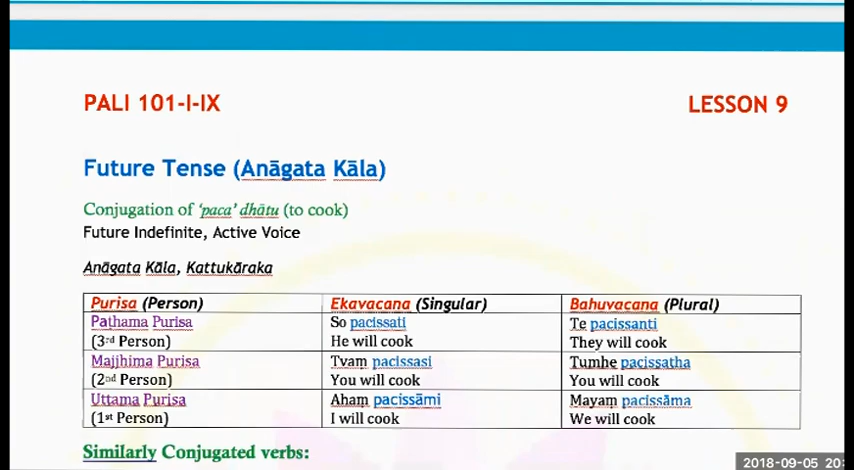 PALI 101-I-IX LESSON 9
Future Tense (Anāgata Kāla)
Conjugation of ‘paca’ dhātu (to cook)
Future Indefinite, Active Voice
Anāgata Kāla, Kattukāraka
Purisa (Person) Ekavacana (Singular) Bahuvacana (Plural)
Pathama Purisa So pacissati Te pacissanti
(3rd Person) He will cook They will cook
Majjhima Purisa Tvaṃ pacissasi Tumhe pacissatha
(2nd Person) You will cook You will cook
Uttama Purisa Ahaṃ pacissāmi Mayaṃ pacissāma
(1st Person) I will cook We will cook
Similarly Conjugated verbs:
2018-09-05 20: